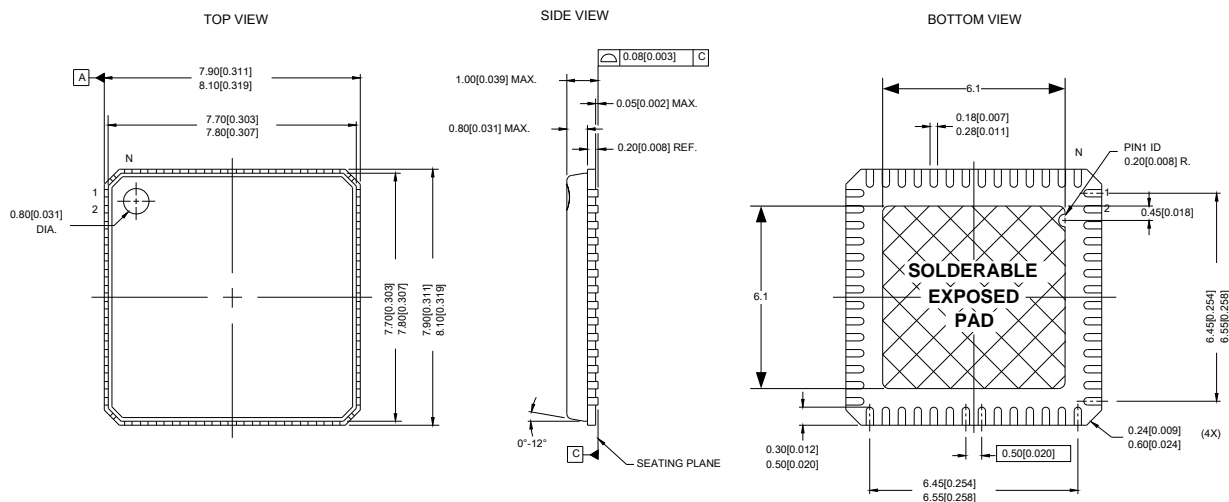 TOP VIEW
SIDE VIEW
BOTTOM VIEW
A
7.90[0.311]
8.10[0.319]
7.70[0.303]
7.80[0.307]
N
1
2
0.80[0.031]
DIA.
7.70[0.303]
7.80[0.307]
7.90[0.311]
8.10[0.319]
0.08[0.003] C
1.00[0.039] MAX.
0.05[0.002] MAX.
0.80[0.031] MAX.
0.20[0.008] REF.
0°-12°
C
SEATING PLANE
6.1
0.18[0.007]
0.28[0.011]
N
PIN1 ID
0.20[0.008] R.
1
2
0.45[0.018]
6.1
SOLDERABLE
EXPOSED
PAD
6.45[0.254]
6.55[0.258]
0.30[0.012]
0.50[0.020]
0.50[0.020]
0.24[0.009]
0.60[0.024]
(4X)
6.45[0.254]
6.55[0.258]